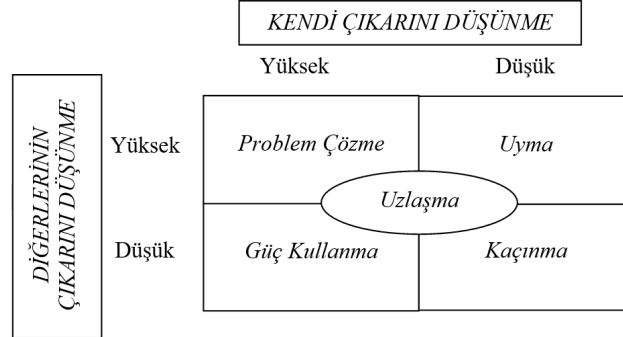 KENDİ ÇIKARINI DÜŞÜNME
Yüksek Düşük
DİĞERLERİNİN
ÇIKARINI DÜŞÜNME
Yüksek Problem Çözme Uyma
Uzlaşma
Düşük Güç Kullanma Kaçınma